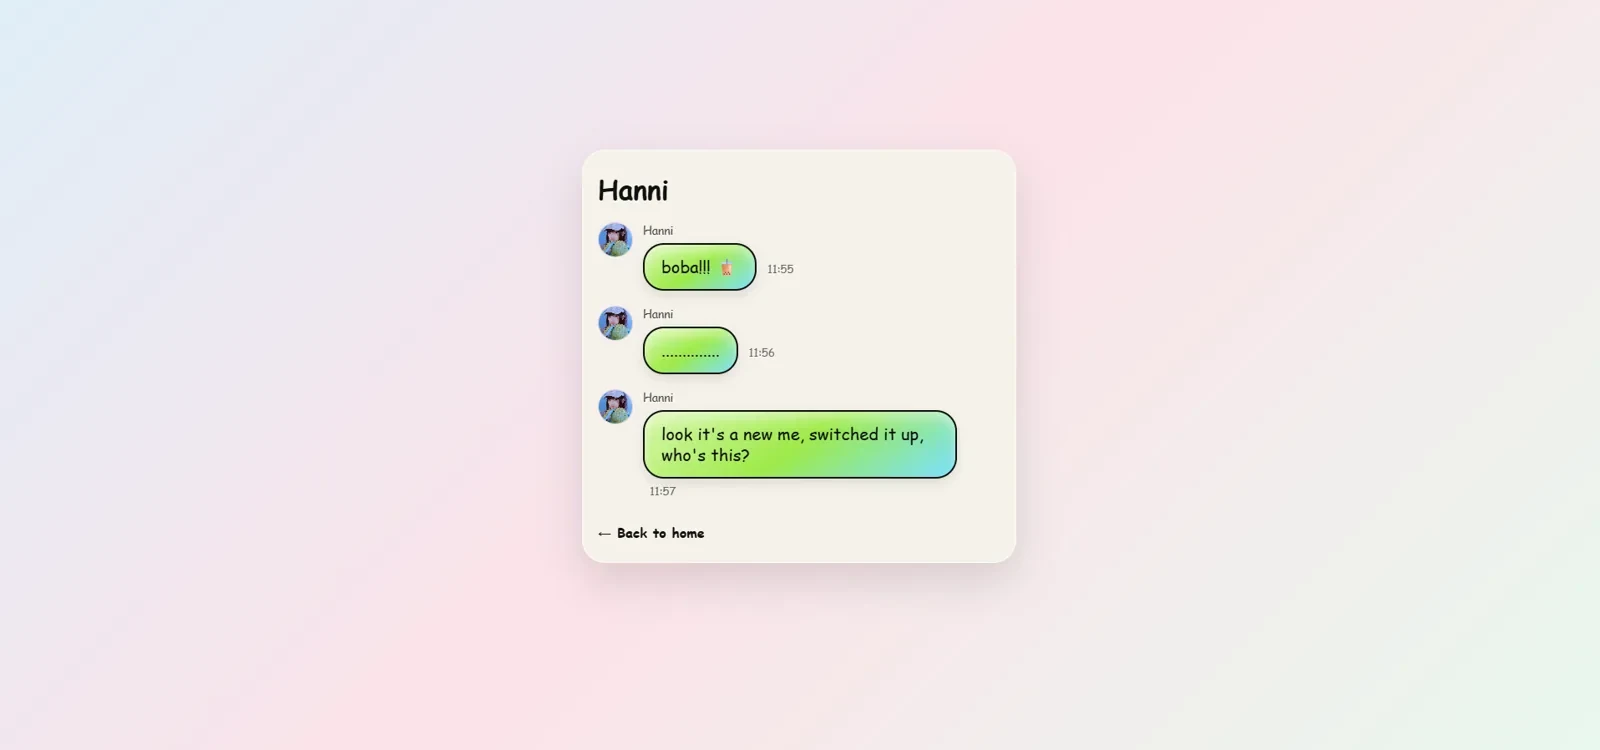 Hanni
Hanni
boba!!! 🧋 11:55
Hanni
.............. 11:56
Hanni
look it's a new me, switched it up,
who's this?
11:57
← Back to home